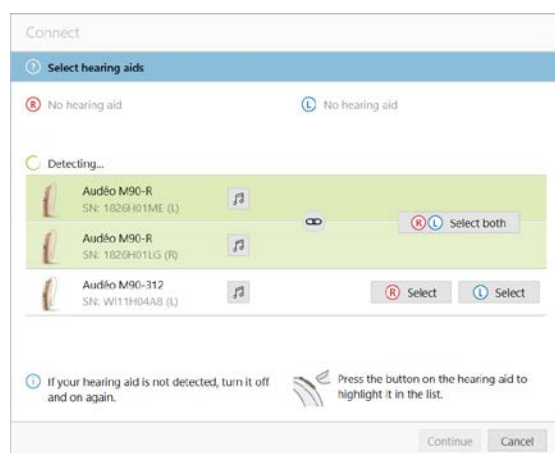 Connect
Select hearing aids
R No hearing aid
L No hearing aid
Detecting...
Audéo M90-R
SN: 1826H01ME (L)
Audéo M90-R
SN: 1826H01LG (R)
R L Select both
Audéo M90-312
SN: WI11H04A8 (L)
R Select
L Select
If your hearing aid is not detected, turn it off
and on again.
Press the button on the hearing aid to
highlight it in the list.
Continue
Cancel